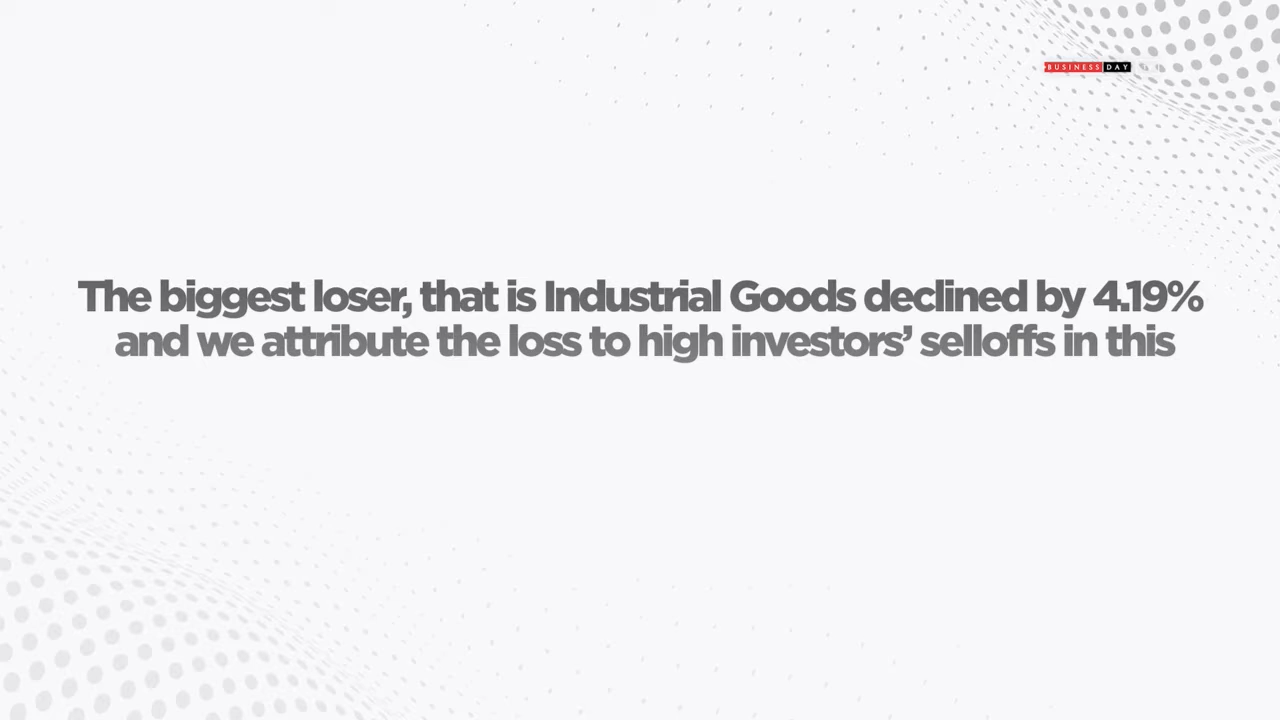 BUSINESS DAY
The biggest loser, that is Industrial Goods declined by 4.19%
and we attribute the loss to high investors’ selloffs in this